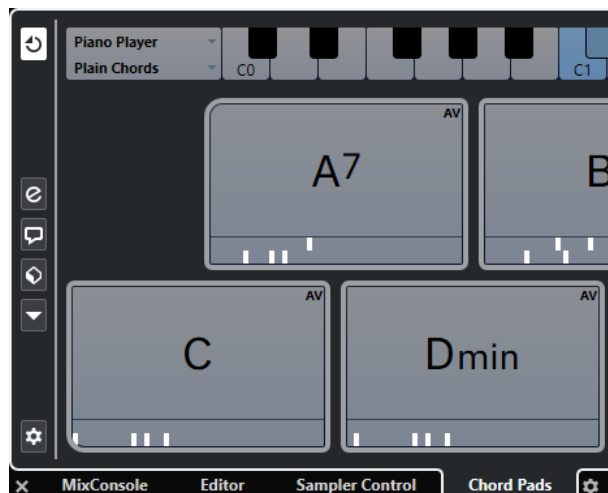 Piano Player
Plain Chords
C0
C1
AV
A7
B
AV
C
AV
Dmin
MixConsole
Editor
Sampler Control
Chord Pads